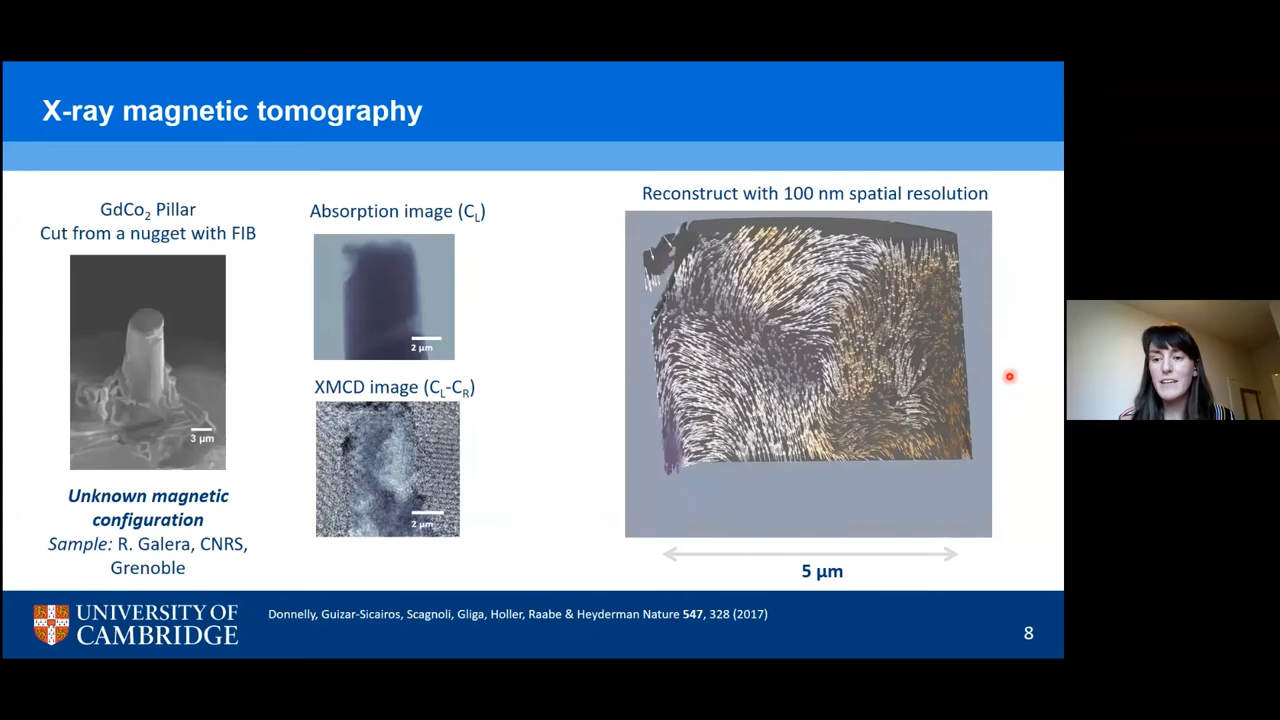 X-ray magnetic tomography
GdCo₂ Pillar
Cut from a nugget with FIB
3 μm
Unknown magnetic
configuration
Sample: R. Galera, CNRS,
Grenoble
Absorption image (C_L)
2 μm
XMCD image (C_L-C_R)
2 μm
Reconstruct with 100 nm spatial resolution
5 μm
UNIVERSITY OF
CAMBRIDGE
Donnelly, Guizar-Sicairos, Scagnoli, Gliga, Holler, Raabe & Heyderman Nature 547, 328 (2017)
8